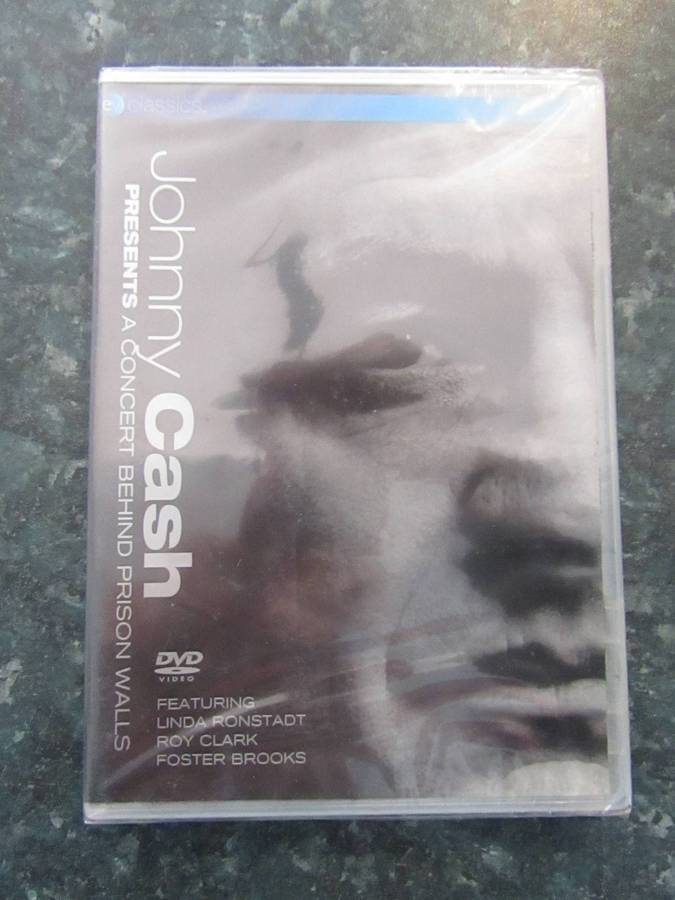 e classics
Johnny Cash
PRESENTS A CONCERT BEHIND PRISON WALLS
DVD
VIDEO
FEATURING
LINDA RONSTADT
ROY CLARK
FOSTER BROOKS